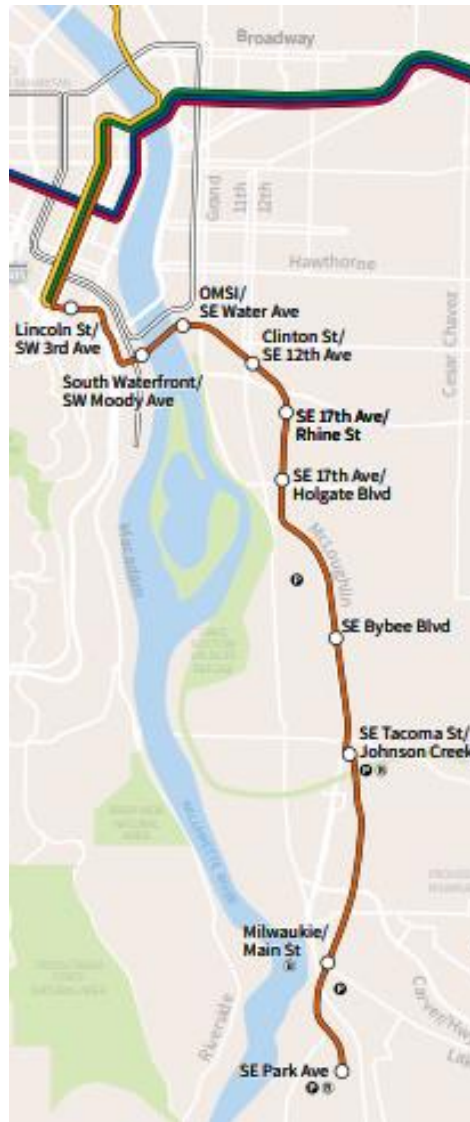 Broadway
Grand
11th
12th
Hawthorne
Cesar Chavez
OMSI/
SE Water Ave
Lincoln St/
SW 3rd Ave
Clinton St/
SE 12th Ave
South Waterfront/
SW Moody Ave
SE 17th Ave/
Rhine St
SE 17th Ave/
Holgate Blvd
Macadam
McLoughlin
P
SE Bybee Blvd
SE Tacoma St/
Johnson Creek
P B
Milwaukie/
Main St
B
P
Riverside
Carver/Hwy
SE Park Ave
P B